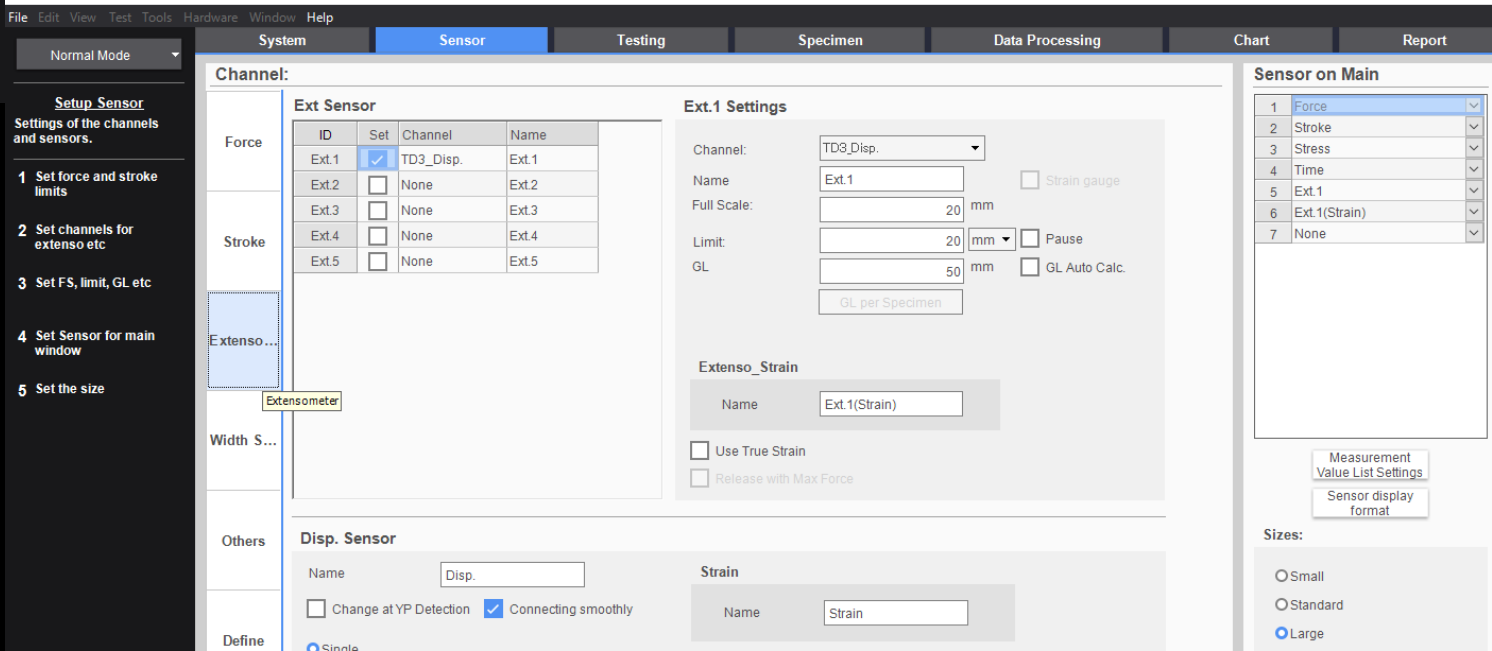 File Edit View Test Tools Hardware Window Help
Normal Mode
System Sensor Testing Specimen Data Processing Chart Report
Setup Sensor
Settings of the channels
and sensors.
1 Set force and stroke
limits
2 Set channels for
extenso etc
3 Set FS, limit, GL etc
4 Set Sensor for main
window
5 Set the size
Channel:
Force
Stroke
Extenso...
Extensometer
Width S...
Others
Define
Ext Sensor
ID Set Channel Name
Ext.1 TD3_Disp. Ext.1
Ext.2 None Ext.2
Ext.3 None Ext.3
Ext.4 None Ext.4
Ext.5 None Ext.5
Ext.1 Settings
Channel: TD3_Disp.
Name Ext.1 Strain gauge
Full Scale: 20 mm
Limit: 20 mm Pause
GL 50 mm GL Auto Calc.
GL per Specimen
Extenso_Strain
Name Ext.1(Strain)
Use True Strain
Release with Max Force
Disp. Sensor
Name Disp.
Change at YP Detection Connecting smoothly
Single
Strain
Name Strain
Sensor on Main
1 Force
2 Stroke
3 Stress
4 Time
5 Ext.1
6 Ext.1(Strain)
7 None
Measurement
Value List Settings
Sensor display
format
Sizes:
Small
Standard
Large